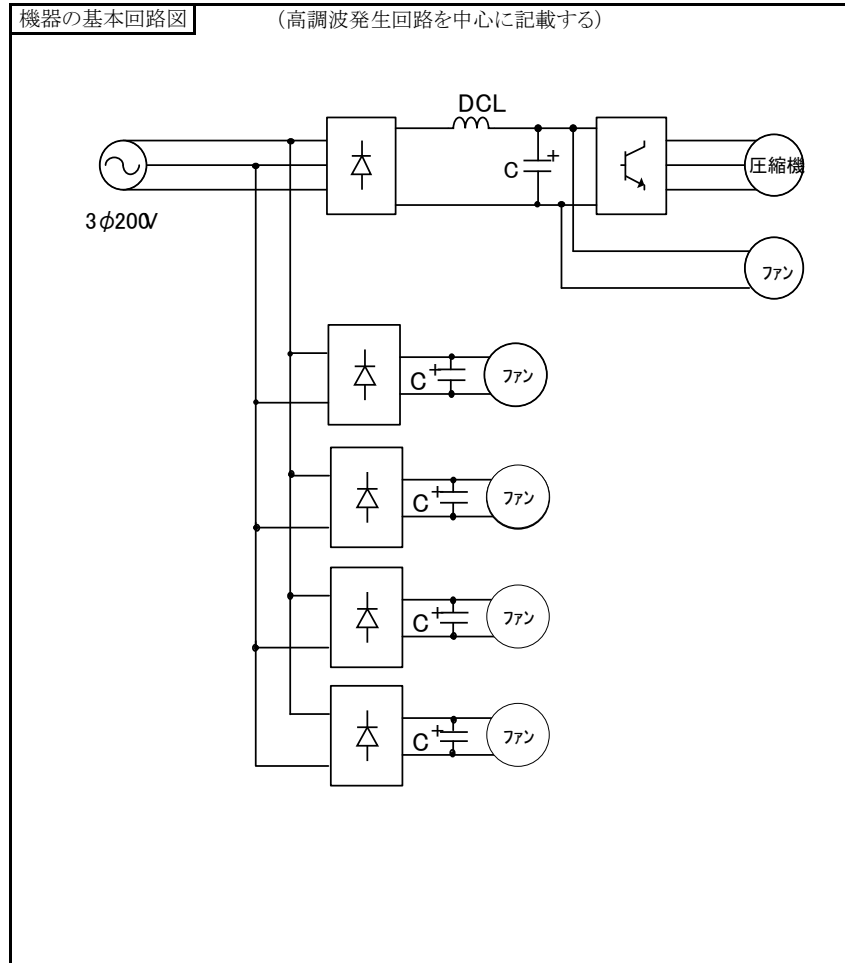 機器の基本回路図 (高調波発生回路を中心に記載する)
DCL
C +
圧縮機
3φ200V
ファン
C + ファン
C + ファン
C + ファン
C + ファン